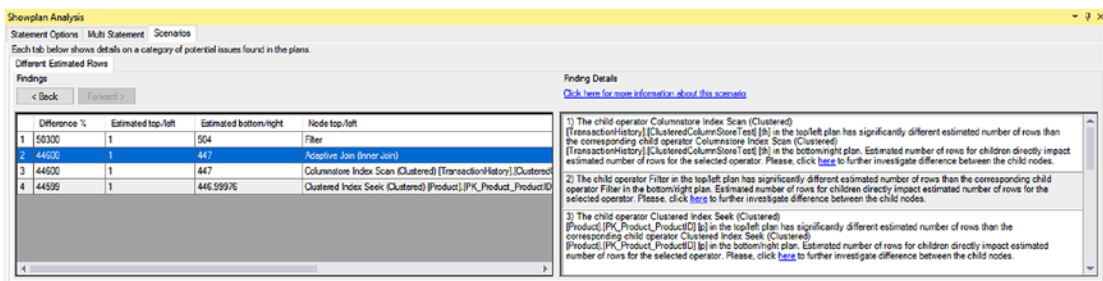 Showplan Analysis
Statement Options Multi Statement Scenarios
Each tab below shows details on a category of potential issues found in the plans.
Different Estimated Rows
Findings
< Back Forward >
Difference % Estimated top/left Estimated bottom/right Node top/left
1 50300 1 504 Filter
2 44600 1 447 Adaptive Join (Inner Join)
3 44600 1 447 Columnstore Index Scan (Clustered) [TransactionHistory].[Clustered
4 44599 1 446.59976 Clustered Index Seek (Clustered) [Product].[PK_Product_ProductID
Finding Details
Click here for more information about this scenario
1) The child operator Columnstore Index Scan (Clustered)
[TransactionHistory].[ClusteredColumnStoreTest] [th] in the top/left plan has significantly different estimated number of rows than
the corresponding child operator Columnstore Index Scan (Clustered)
[TransactionHistory].[ClusteredColumnStoreTest] [th] in the bottom/right plan. Estimated number of rows for children directly impact
estimated number of rows for the selected operator. Please, click here to further investigate difference between the child nodes.
2) The child operator Filter in the top/left plan has significantly different estimated number of rows than the corresponding child
operator Filter in the bottom/right plan. Estimated number of rows for children directly impact estimated number of rows for the
selected operator. Please, click here to further investigate difference between the child nodes.
3) The child operator Clustered Index Seek (Clustered)
[Product].[PK_Product_ProductID] [p] in the top/left plan has significantly different estimated number of rows than the
corresponding child operator Clustered Index Seek (Clustered)
[Product].[PK_Product_ProductID] [p] in the bottom/right plan. Estimated number of rows for children directly impact estimated
number of rows for the selected operator. Please, click here to further investigate difference between the child nodes.